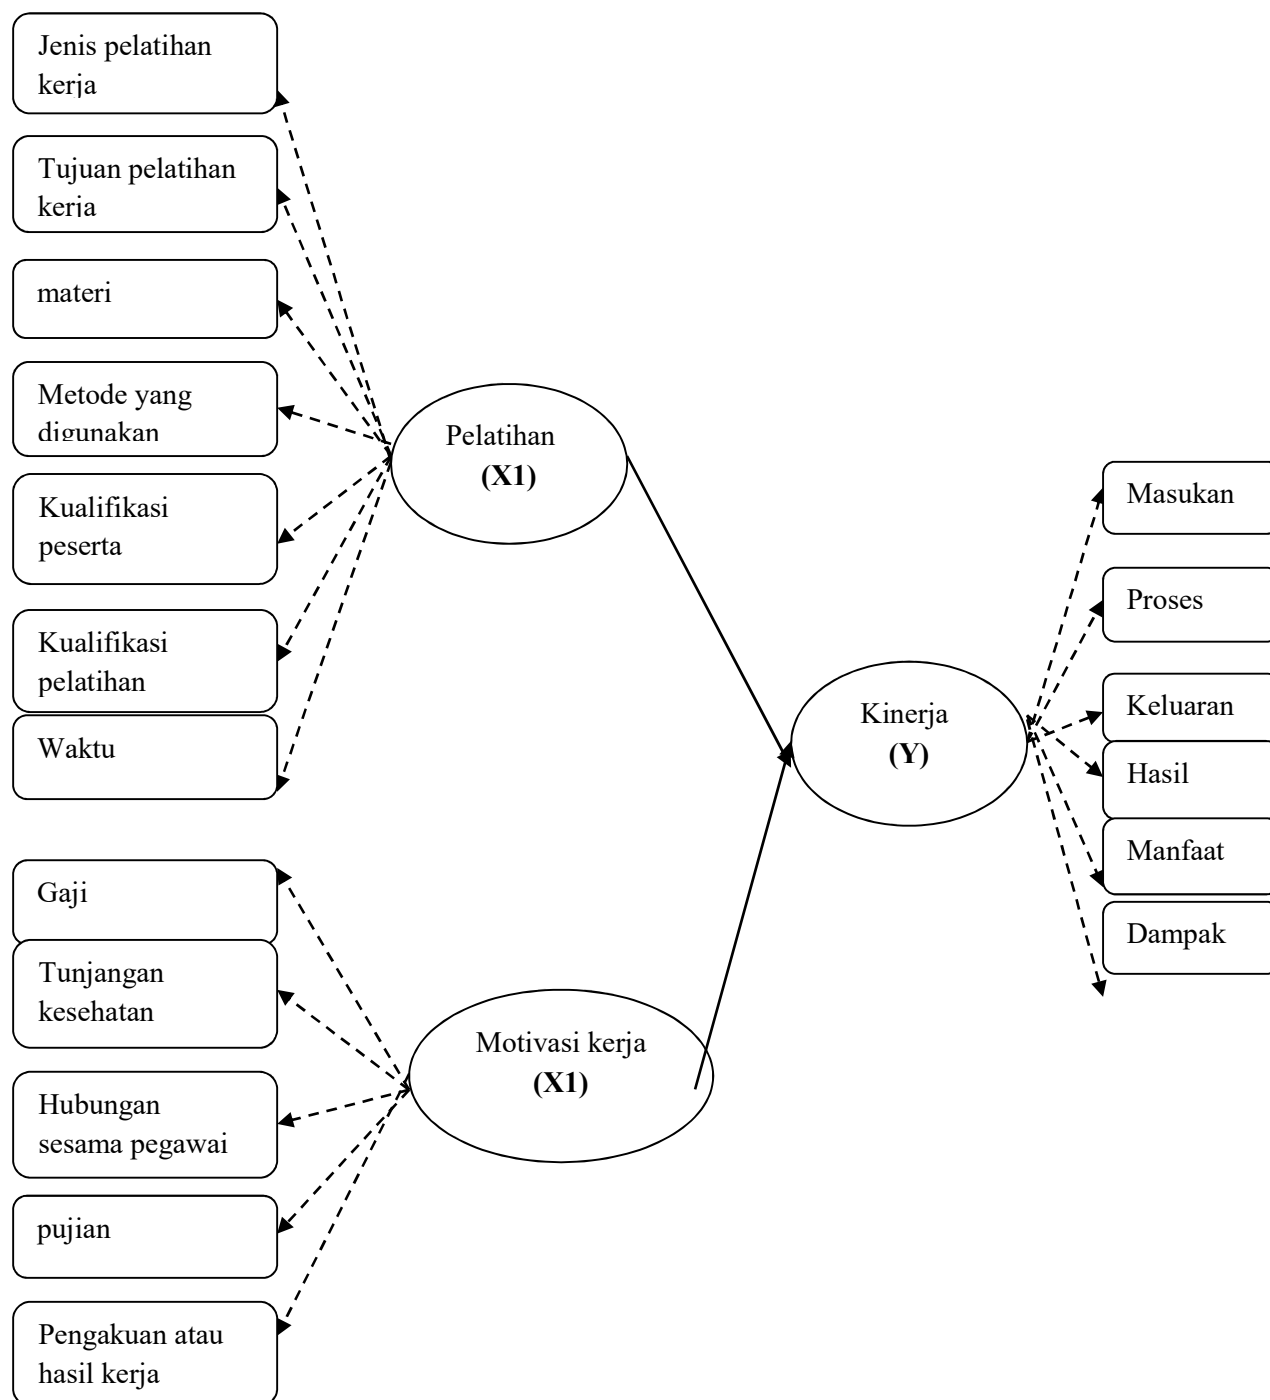 Jenis pelatihan
kerja
Tujuan pelatihan
kerja
materi
Metode yang
digunakan
Kualifikasi
peserta
Kualifikasi
pelatihan
Waktu
Pelatihan
(X1)
Masukan
Proses
Keluaran
Hasil
Manfaat
Dampak
Kinerja
(Y)
Gaji
Tunjangan
kesehatan
Hubungan
sesama pegawai
pujian
Pengakuan atau
hasil kerja
Motivasi kerja
(X1)